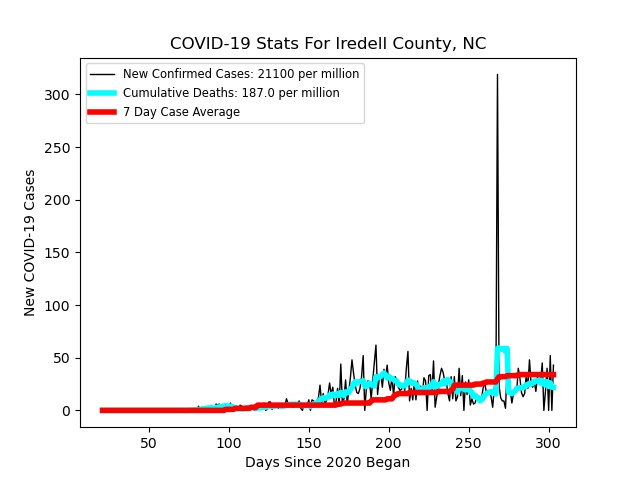 COVID-19 Stats For Iredell County, NC
New Confirmed Cases: 21100 per million
Cumulative Deaths: 187.0 per million
7 Day Case Average
New COVID-19 Cases
300
250
200
150
100
50
0
50 100 150 200 250 300
Days Since 2020 Began